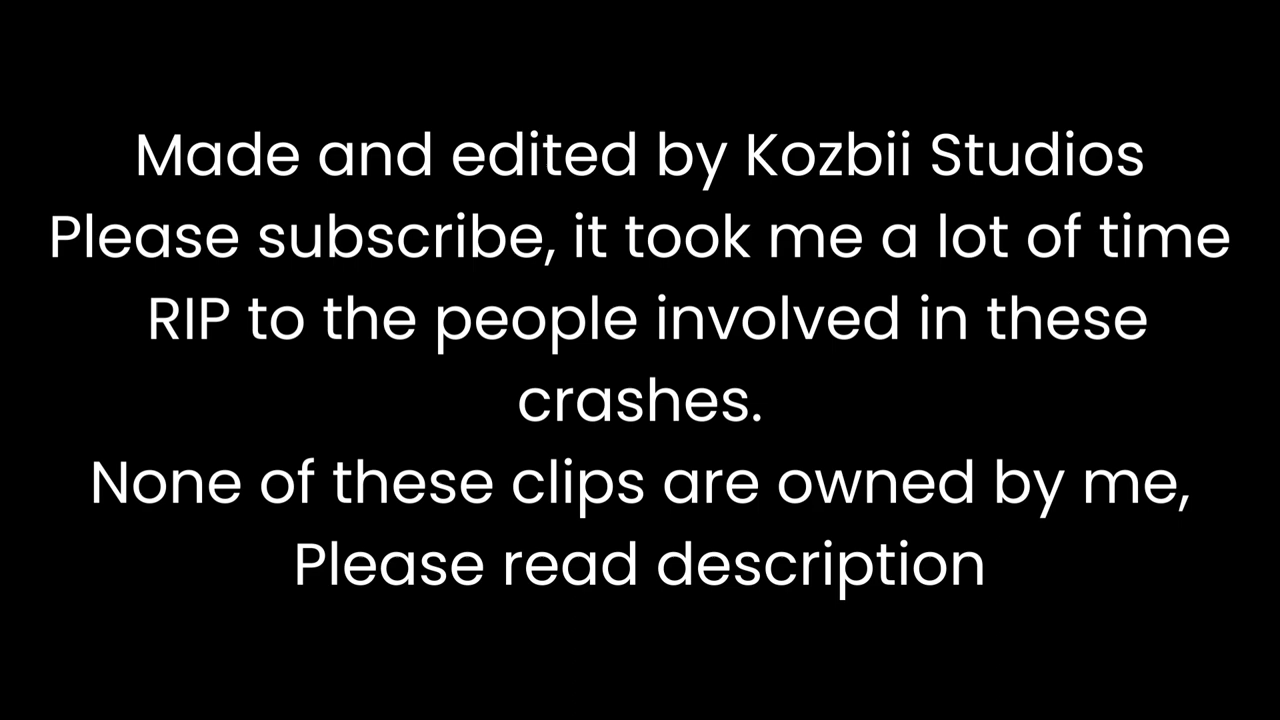 Made and edited by Kozbii Studios
Please subscribe, it took me a lot of time
RIP to the people involved in these
crashes.
None of these clips are owned by me,
Please read description